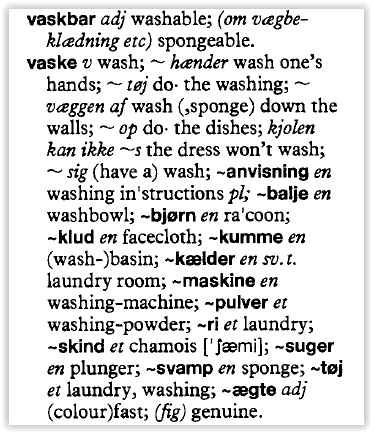 vaskbar adj washable; (om vægbe-
klædning etc) spongeable.
vaske v wash; ~ hænder wash one's
hands; ~ tøj do· the washing; ~
væggen af wash (,sponge) down the
walls; ~ op do· the dishes; kjolen
kan ikke ~s the dress won't wash;
~ sig (have a) wash; ~anvisning en
washing in'structions pl; ~balje en
washbowl; ~bjørn en ra'coon;
~klud en facecloth; ~kumme en
(wash-)basin; ~kælder en sv.t.
laundry room; ~maskine en
washing-machine; ~pulver et
washing-powder; ~ri et laundry;
~skind et chamois ['ʃæmi]; ~suger
en plunger; ~svamp en sponge; ~tøj
et laundry, washing; ~ægte adj
(colour)fast; (fig) genuine.